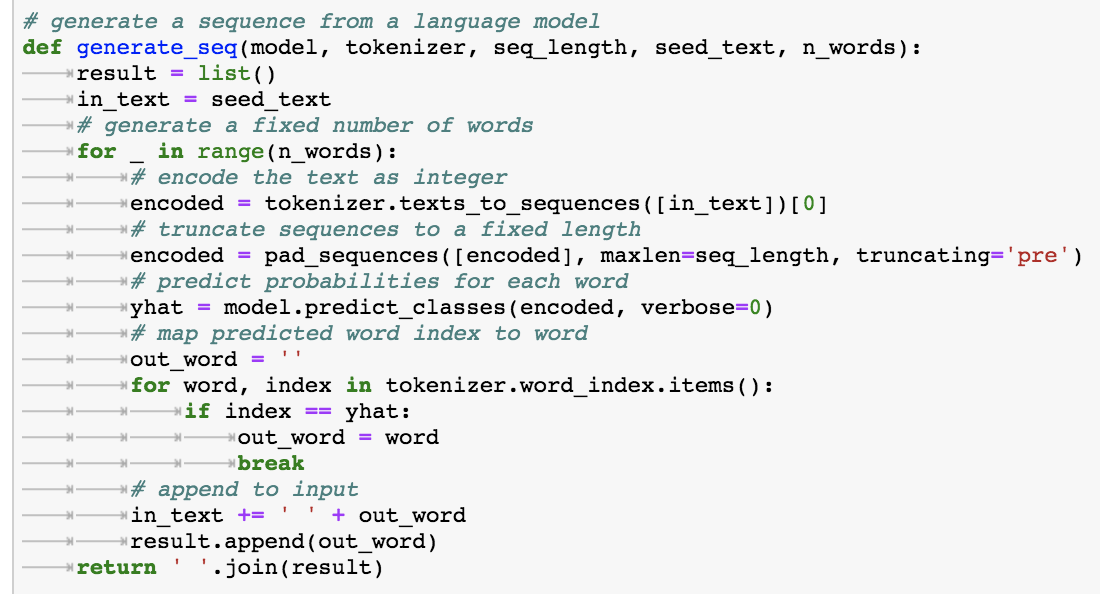 # generate a sequence from a language model
def generate_seq(model, tokenizer, seq_length, seed_text, n_words):
	result = list()
	in_text = seed_text
	# generate a fixed number of words
	for _ in range(n_words):
		# encode the text as integer
		encoded = tokenizer.texts_to_sequences([in_text])[0]
		# truncate sequences to a fixed length
		encoded = pad_sequences([encoded], maxlen=seq_length, truncating='pre')
		# predict probabilities for each word
		yhat = model.predict_classes(encoded, verbose=0)
		# map predicted word index to word
		out_word = ''
		for word, index in tokenizer.word_index.items():
			if index == yhat:
				out_word = word
				break
		# append to input
		in_text += ' ' + out_word
		result.append(out_word)
	return ' '.join(result)